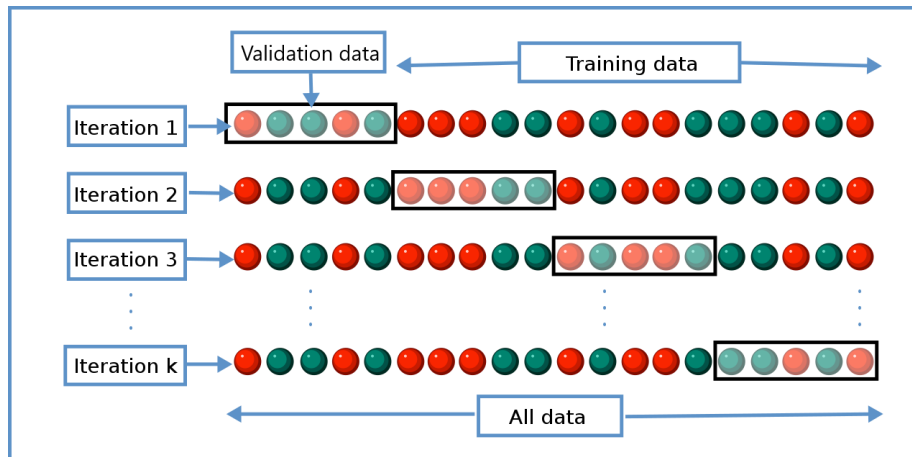 Validation data
Training data
Iteration 1
Iteration 2
Iteration 3
Iteration k
All data